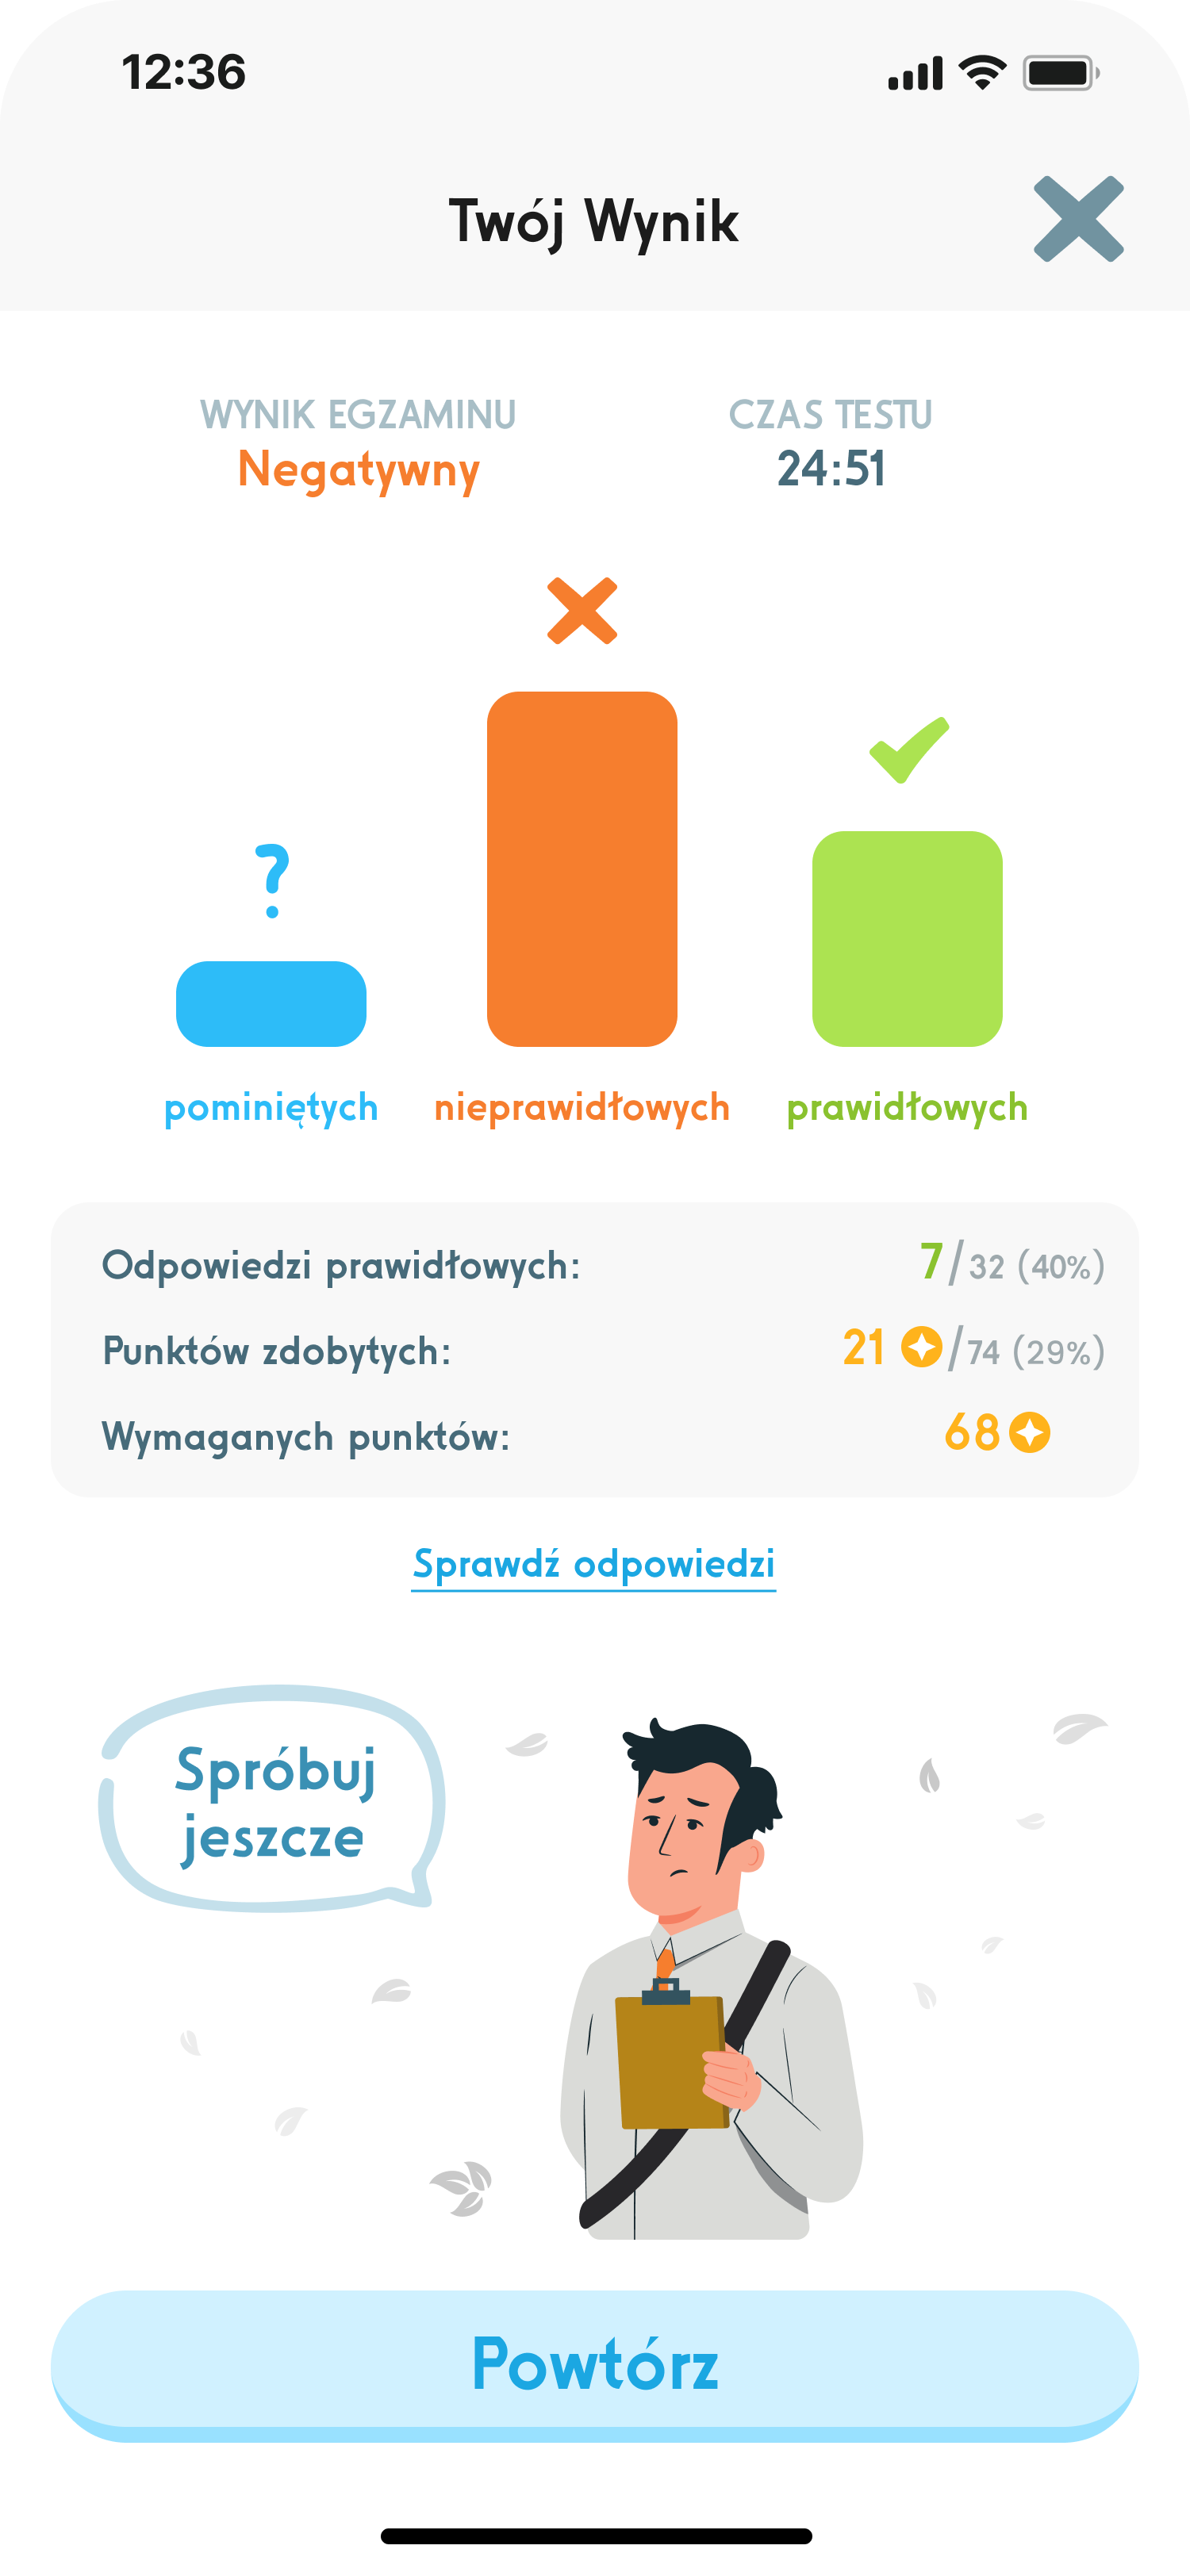 12:36
Twój Wynik
WYNIK EGZAMINU
Negatywny
CZAS TESTU
24:51
?
pominiętych
nieprawidłowych
prawidłowych
Odpowiedzi prawidłowych: 7/32 (40%)
Punktów zdobytych: 21 /74 (29%)
Wymaganych punktów: 68
Sprawdź odpowiedzi
Spróbuj
jeszcze
Powtórz